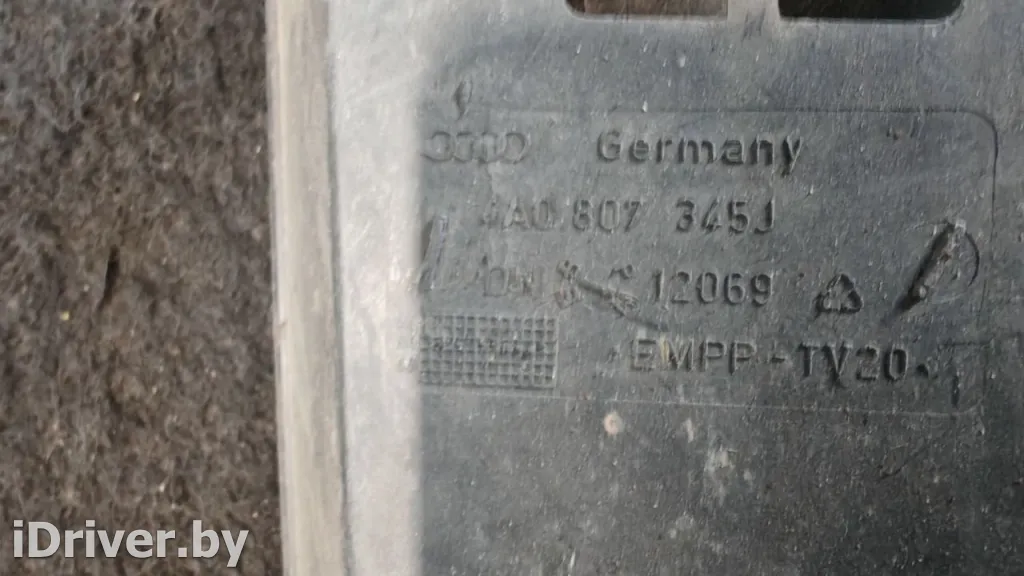 Germany
4A0 807 345J
12069
EMPP-TV20
iDriver.by